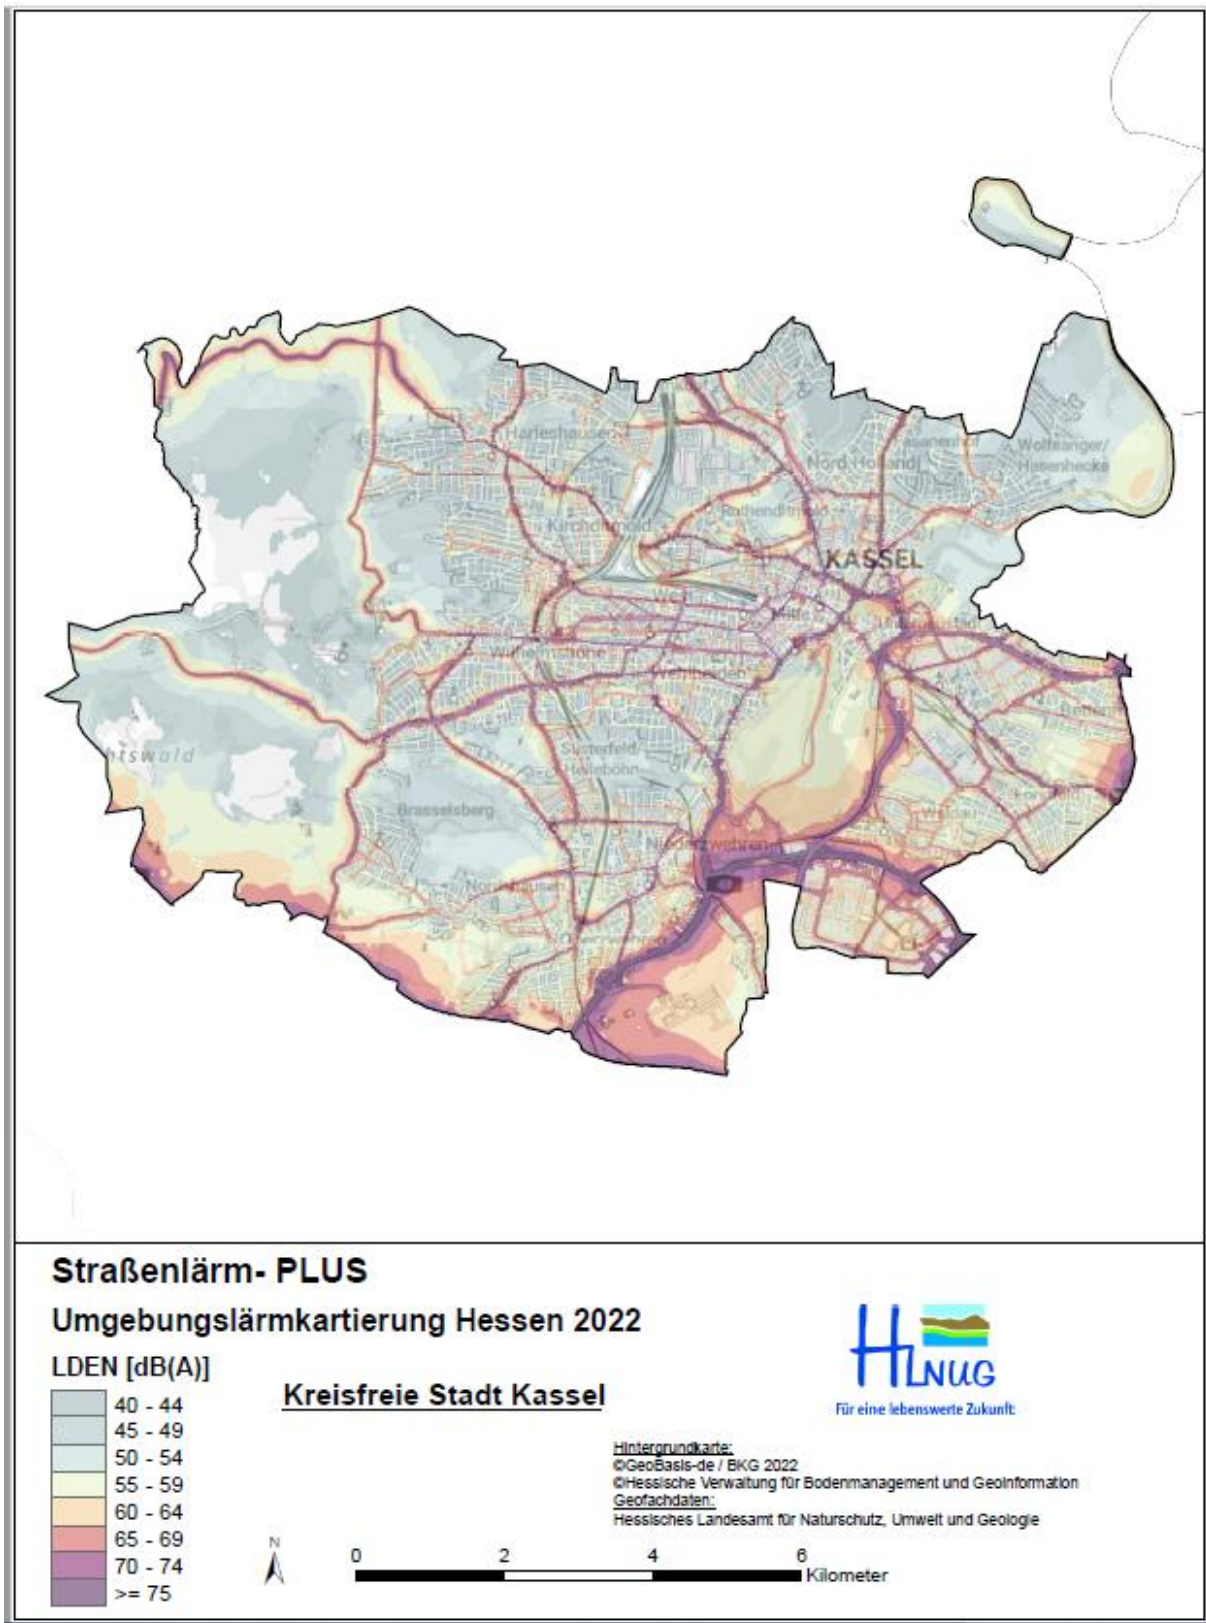 Harleshausen
Wolfsanger/
Hasenhecke
Nord-Holland
Fasanenhof
Rothenditmold
Kirchditmold
KASSEL
West
Mitte
Wilhelmshöhe
Wehlheiden
Bettenhausen
Süsterfeld/
Helleböhn
Brasselsberg
Waldau
Niederzwehren
Nordshausen
Oberzwehren
Straßenlärm- PLUS
Umgebungslärmkartierung Hessen 2022
LDEN [dB(A)]
40 - 44
45 - 49
50 - 54
55 - 59
60 - 64
65 - 69
70 - 74
>= 75
Kreisfreie Stadt Kassel
HLNUG
Für eine lebenswerte Zukunft
Hintergrundkarte:
©GeoBasis-de / BKG 2022
©Hessische Verwaltung für Bodenmanagement und Geoinformation
Geofachdaten:
Hessisches Landesamt für Naturschutz, Umwelt und Geologie
N
0 2 4 6
Kilometer